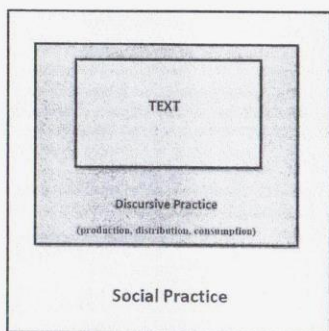 TEXT
Discursive Practice
(production, distribution, consumption)
Social Practice